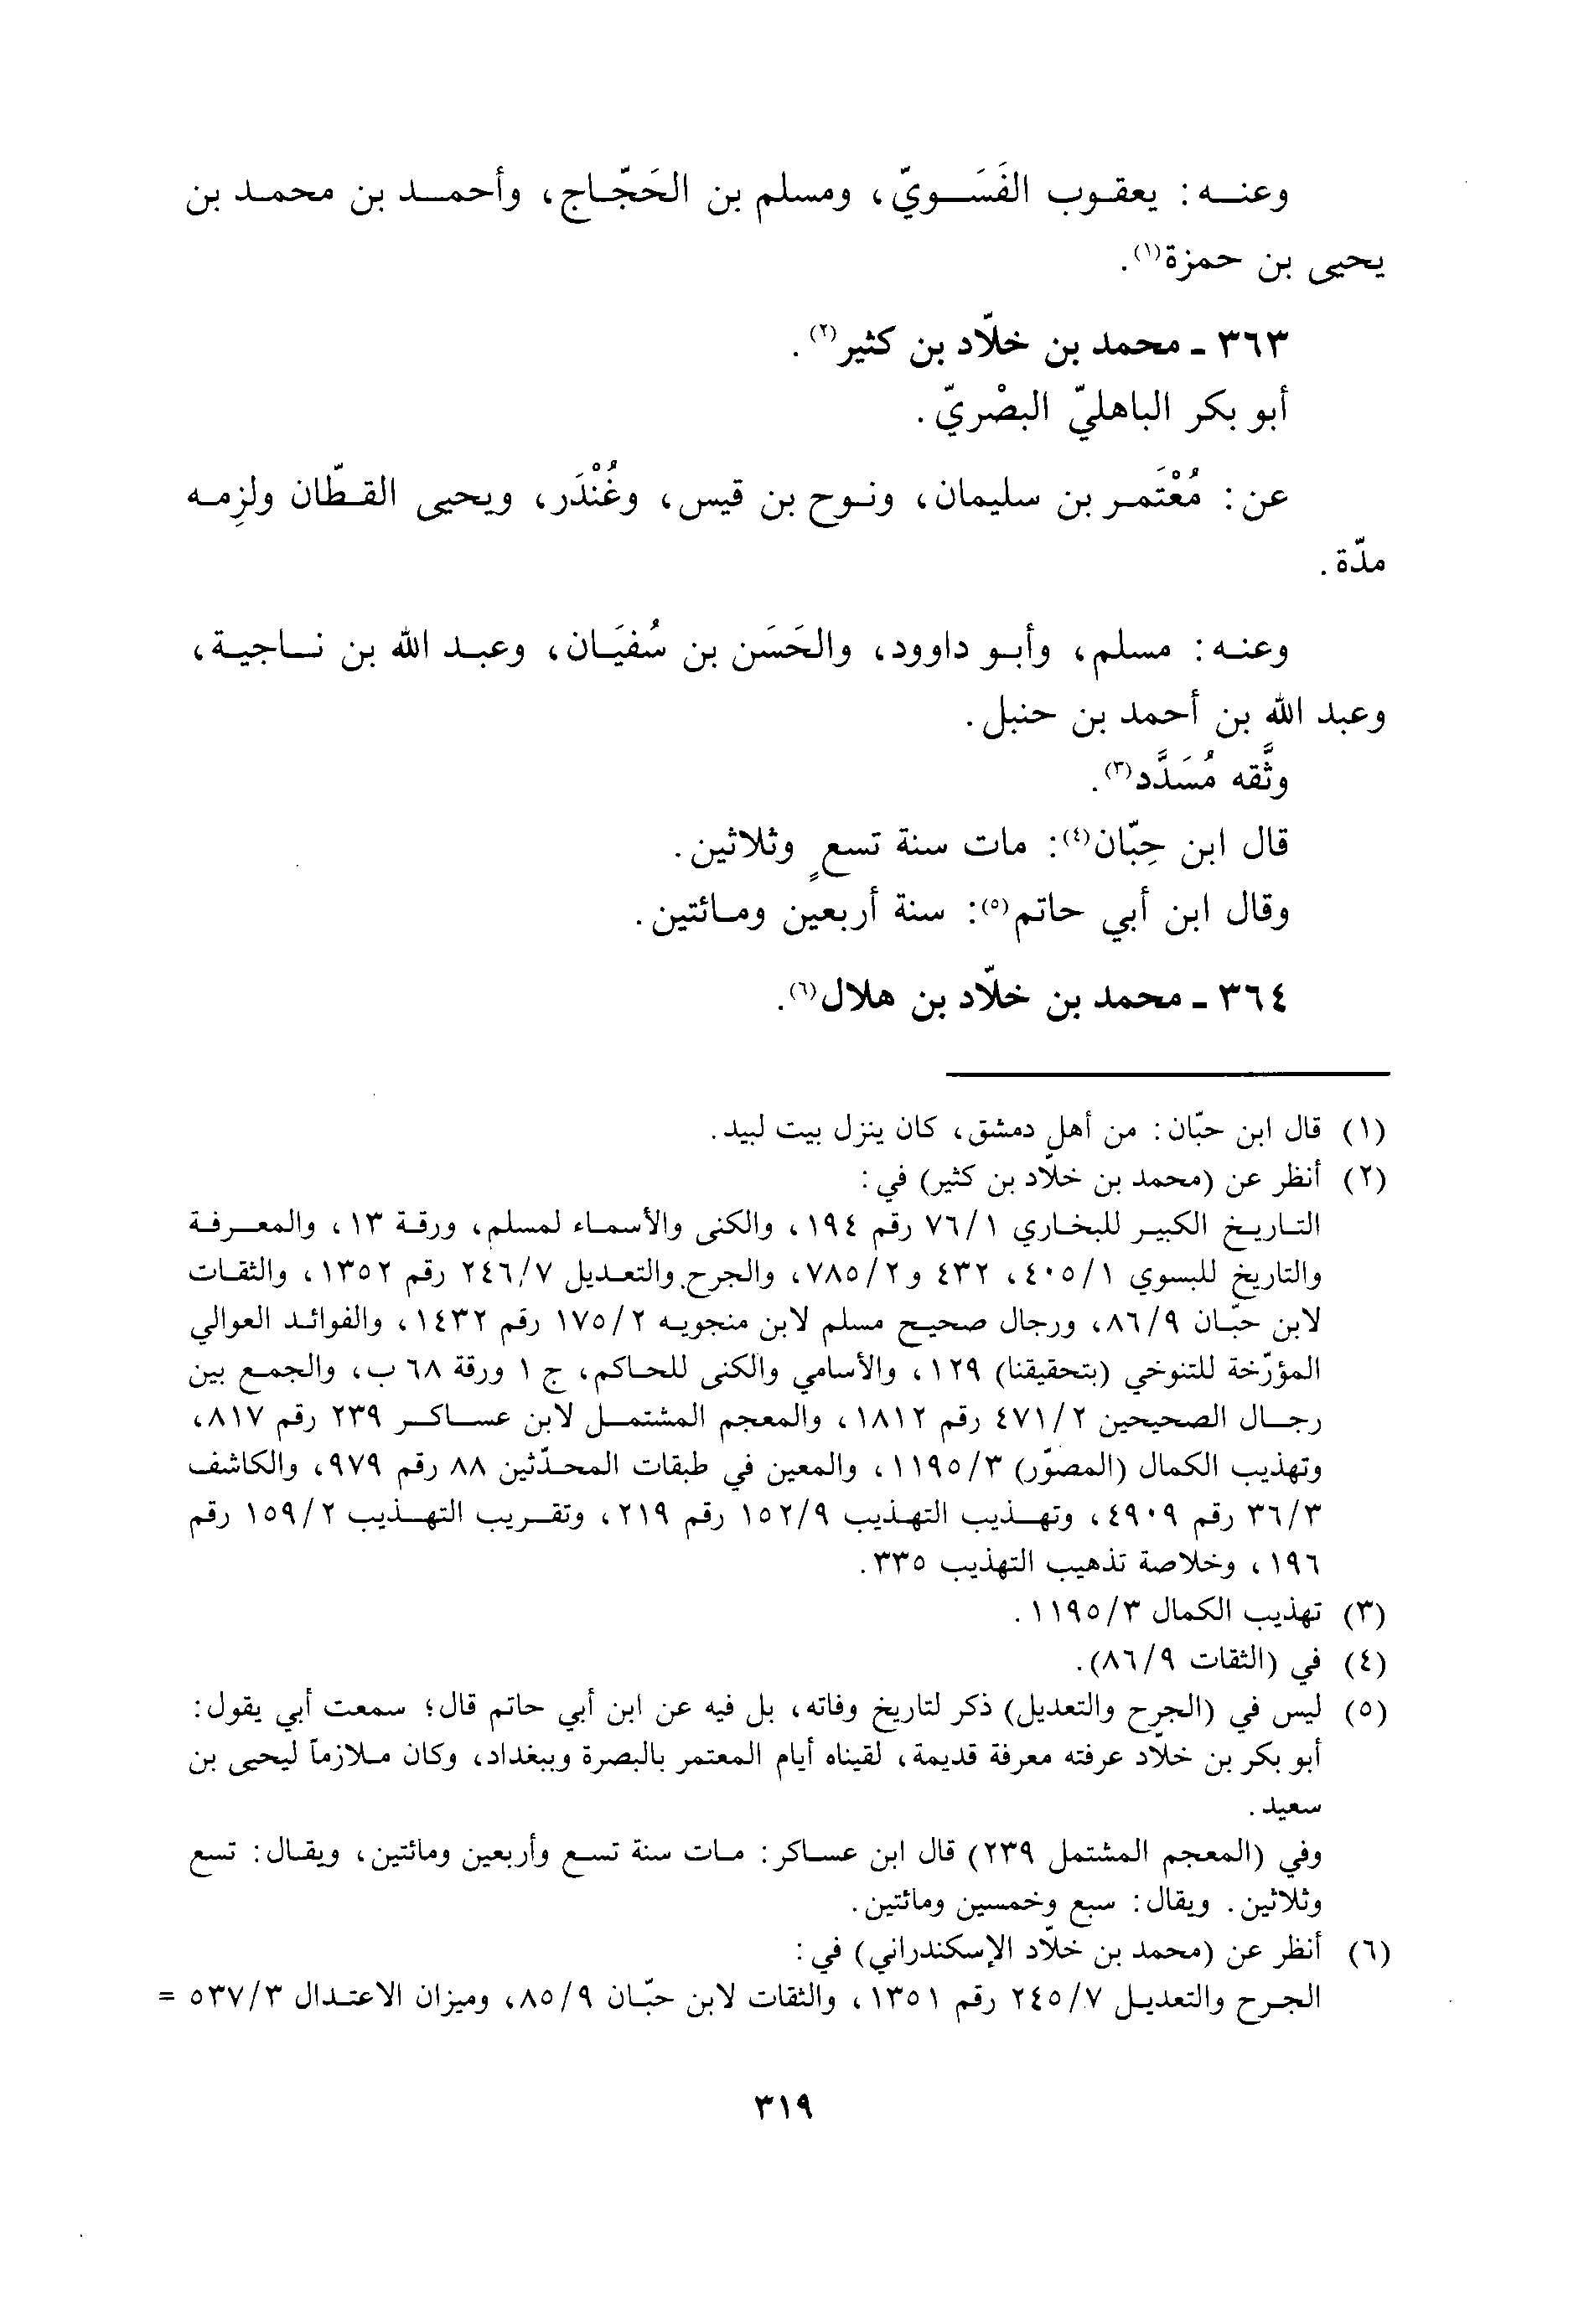 وعنه: يعقوب الفَسَويّ، ومسلم بن الحَجّاج، وأحمد بن محمد بن
يحيى بن حمزة(١).
٣٦٣ ـ محمد بن خلّاد بن كثير(٢).
أبو بكر الباهليّ البصْريّ.
عن: مُعْتَمر بن سليمان، ونوح بن قيس، وغُنْدَر، ويحيى القطّان ولزِمه
مدّة.
وعنه: مسلم، وأبو داوود، والحَسَن بن سُفيَان، وعبد الله بن ناجية،
وعبد الله بن أحمد بن حنبل.
وثَّقه مُسَدَّد(٣).
قال ابن حِبّان(٤): مات سنة تسعٍ وثلاثين.
وقال ابن أبي حاتم(٥): سنة أربعين ومائتين.
٣٦٤ ـ محمد بن خلّاد بن هلال(٦).
(١) قال ابن حبّان: من أهل دمشق، كان ينزل بيت لبيد.
(٢) أنظر عن (محمد بن خلّاد بن كثير) في:
التاريخ الكبير للبخاري ٧٦/١ رقم ١٩٤، والكنى والأسماء لمسلم، ورقة ١٣، والمعرفة
والتاريخ للبسوي ٤٠٥/١، ٤٣٢ و٧٨٥/٢، والجرح والتعديل ٢٤٦/٧ رقم ١٣٥٢، والثقات
لابن حبّان ٨٦/٩، ورجال صحيح مسلم لابن منجويه ١٧٥/٢ رقم ١٤٣٢، والفوائد العوالي
المؤرّخة للتنوخي (بتحقيقنا) ١٢٩، والأسامي والكنى للحاكم، ج ١ ورقة ٦٨ ب، والجمع بين
رجال الصحيحين ٤٧١/٢ رقم ١٨١٢، والمعجم المشتمل لابن عساكر ٢٣٩ رقم ٨١٧،
وتهذيب الكمال (المصوّر) ١١٩٥/٣، والمعين في طبقات المحدّثين ٨٨ رقم ٩٧٩، والكاشف
٣٦/٣ رقم ٤٩٠٩، وتهذيب التهذيب ١٥٢/٩ رقم ٢١٩، وتقريب التهذيب ١٥٩/٢ رقم
١٩٦، وخلاصة تذهيب التهذيب ٣٣٥.
(٣) تهذيب الكمال ١١٩٥/٣.
(٤) في (الثقات ٨٦/٩).
(٥) ليس في (الجرح والتعديل) ذكر لتاريخ وفاته، بل فيه عن ابن أبي حاتم قال؛ سمعت أبي يقول:
أبو بكر بن خلّاد عرفته معرفة قديمة، لقيناه أيام المعتمر بالبصرة وببغداد، وكان ملازماً ليحيى بن
سعيد.
وفي (المعجم المشتمل ٢٣٩) قال ابن عساكر: مات سنة تسع وأربعين ومائتين، ويقال: تسع
وثلاثين. ويقال: سبع وخمسين ومائتين.
(٦) أنظر عن (محمد بن خلّاد الإسكندراني) في:
الجرح والتعديل ٢٤٥/٧ رقم ١٣٥١، والثقات لابن حبّان ٨٥/٩، وميزان الاعتدال ٥٣٧/٣ =
٣١٩